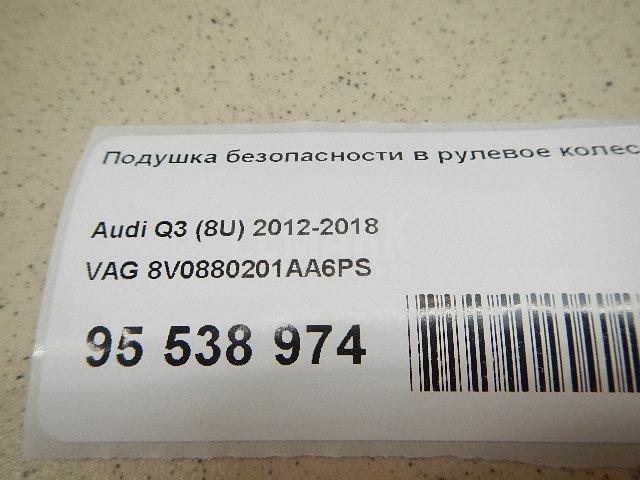 Подушка безопасности в рулевое колес
Audi Q3 (8U) 2012-2018
VAG 8V0880201AA6PS
95 538 974